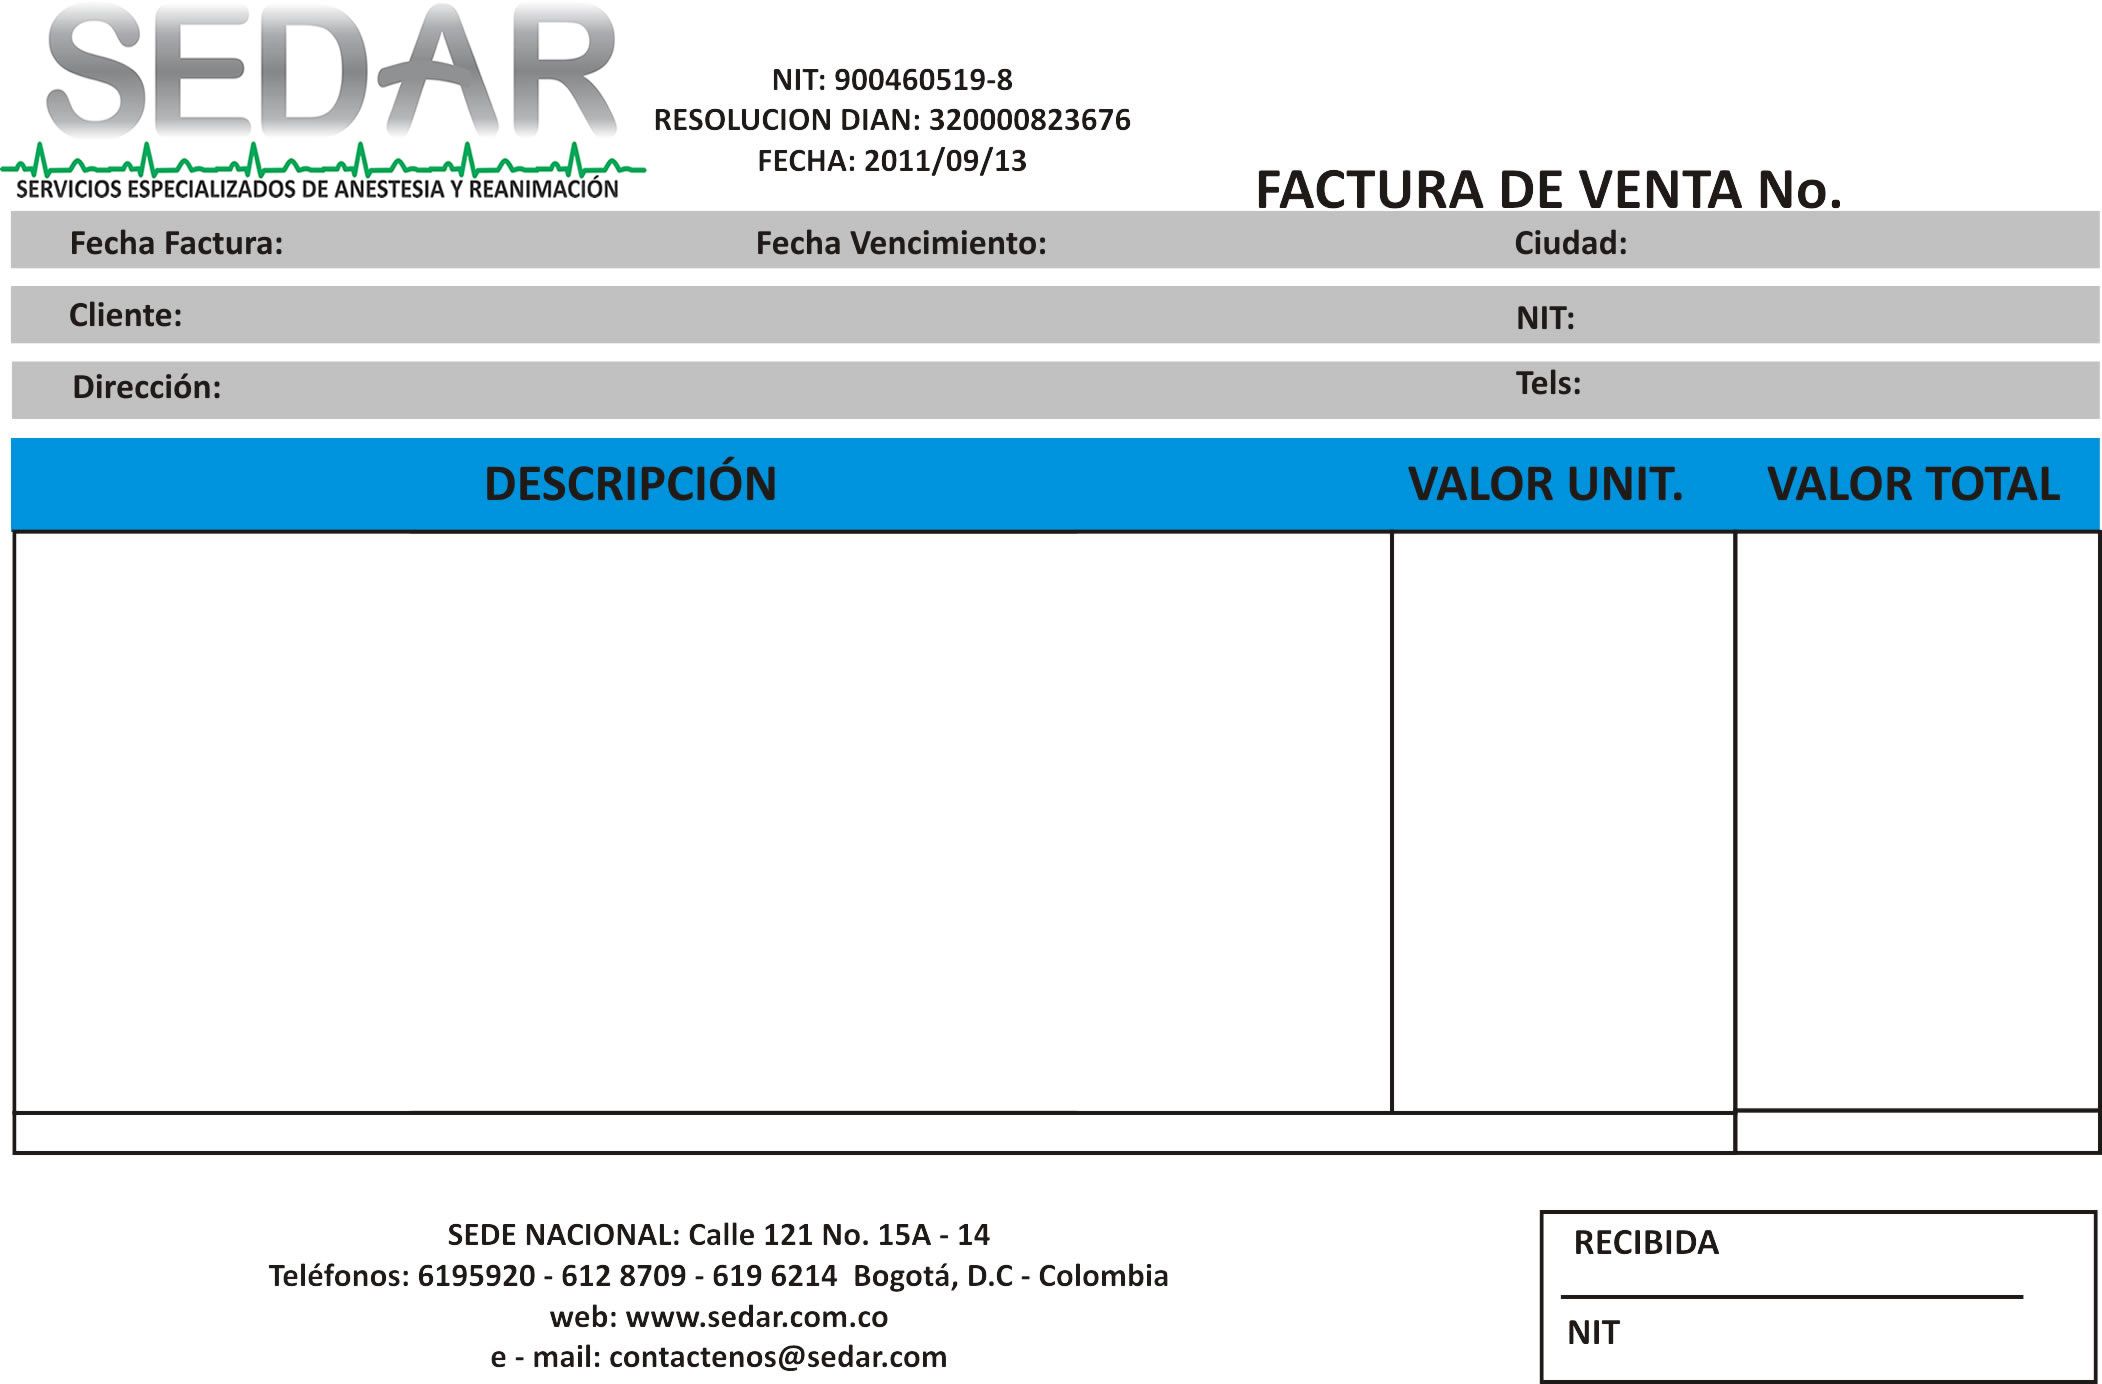 SEDAR
SERVICIOS ESPECIALIZADOS DE ANESTESIA Y REANIMACIÓN
NIT: 900460519-8
RESOLUCION DIAN: 320000823676
FECHA: 2011/09/13
FACTURA DE VENTA No.
Fecha Factura: Fecha Vencimiento: Ciudad:
Cliente: NIT:
Dirección: Tels:
DESCRIPCIÓN VALOR UNIT. VALOR TOTAL
SEDE NACIONAL: Calle 121 No. 15A - 14
Teléfonos: 6195920 - 612 8709 - 619 6214 Bogotá, D.C - Colombia
web: www.sedar.com.co
e - mail: contactenos@sedar.com
RECIBIDA
NIT